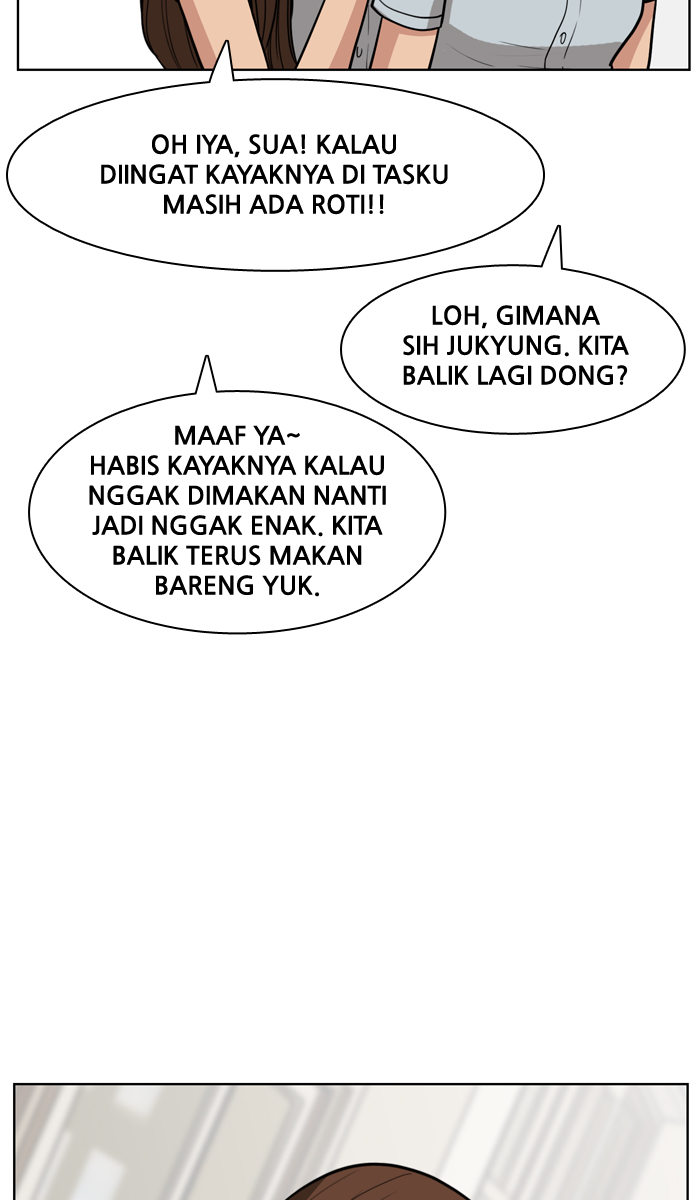 OH IYA, SUA! KALAU
DIINGAT KAYAKNYA DI TASKU
MASIH ADA ROTI!!
LOH, GIMANA
SIH JUKYUNG. KITA
BALIK LAGI DONG?
MAAF YA~
HABIS KAYAKNYA KALAU
NGGAK DIMAKAN NANTI
JADI NGGAK ENAK. KITA
BALIK TERUS MAKAN
BARENG YUK.